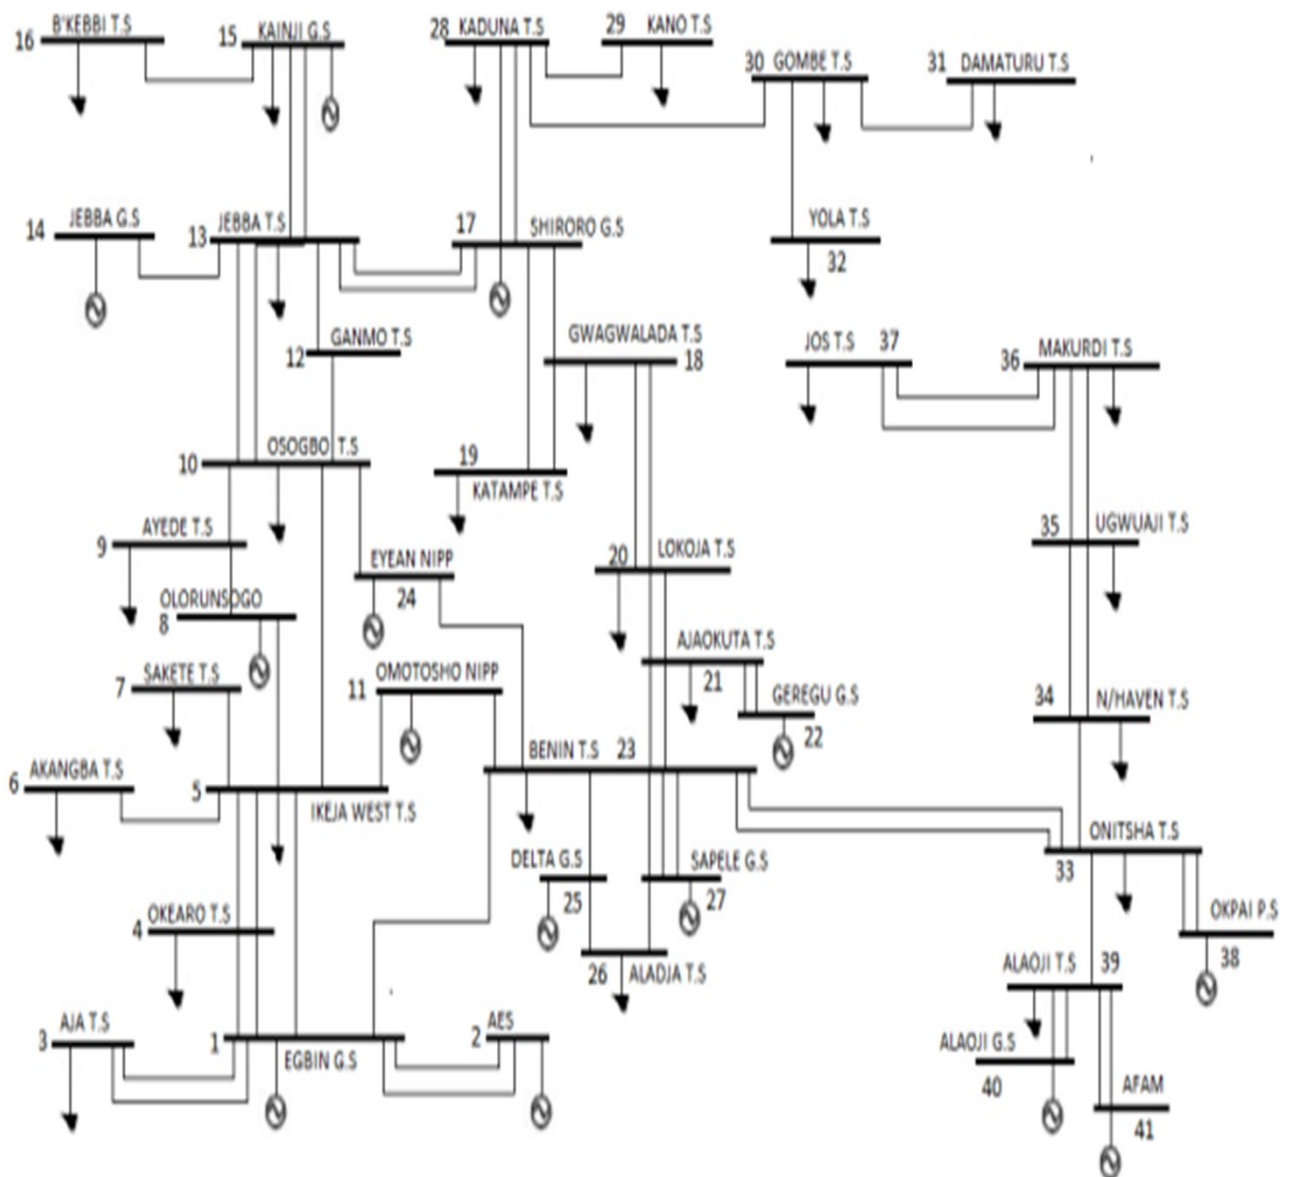 16 B'KEBBI T.S
15 KAINJI G.S
28 KADUNA T.S
29 KANO T.S
30 GOMBE T.S
31 DAMATURU T.S
14 JEBBA G.S
13 JEBBA T.S
17 SHIRORO G.S
YOLA T.S
32
12 GANMO T.S
GWAGWALADA T.S
18
JOS T.S 37
36 MAKURDI T.S
10 OSOGBO T.S
19
KATAMPE T.S
9 AYEDE T.S
EYEAN NIPP
24
20 LOKOJA T.S
35 UGWUAJI T.S
OLORUNSOGO
8
7 SAKETE T.S
11 OMOTOSHO NIPP
AJAOKUTA T.S
21
GEREGU G.S
22
34 N/HAVEN T.S
6 AKANGBA T.S
5
IKEJA WEST T.S
BENIN T.S 23
ONITSHA T.S
33
DELTA G.S
25
SAPELE G.S
27
4 OKEARO T.S
OKPAI P.S
38
26 ALADJA T.S
ALAOJI T.S 39
3 AJA T.S
1
EGBIN G.S
2 AES
ALAOJI G.S
40
AFAM
41